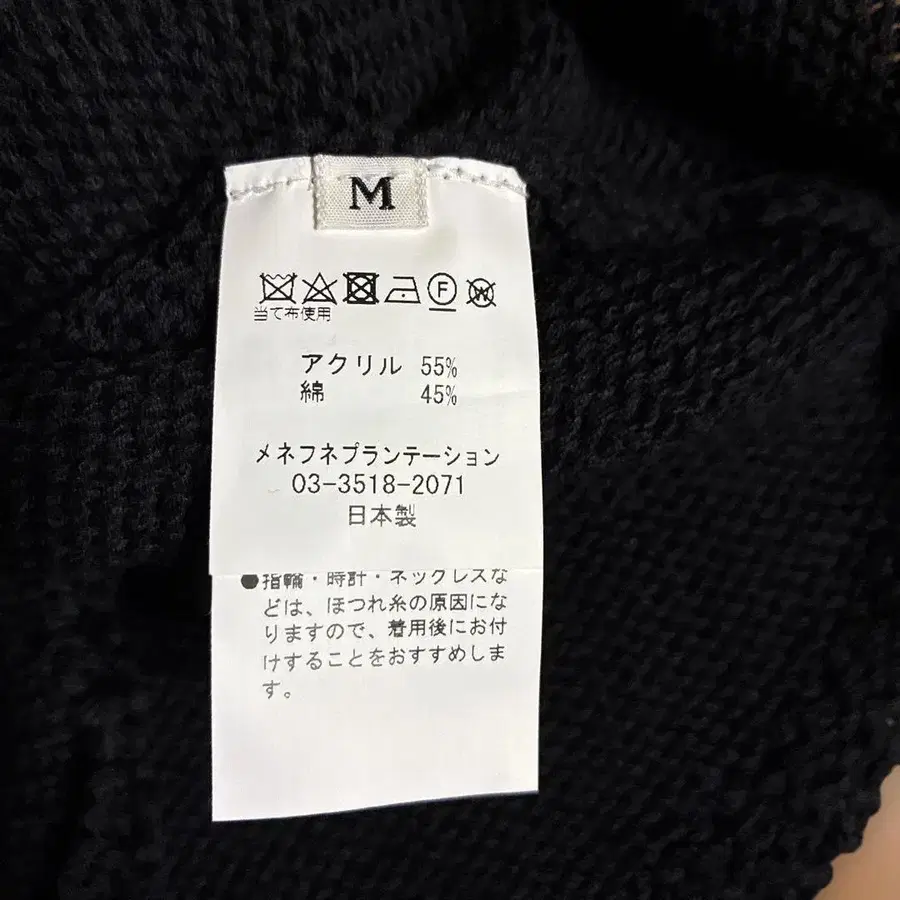 M
F
W
当て布使用
アクリル 55%
綿 45%
メネフネプランテーション
03-3518-2071
日本製
●指輪・時計・ネックレスな
どは、ほつれ糸の原因にな
りますので、着用後にお付
けすることをおすすめしま
す。